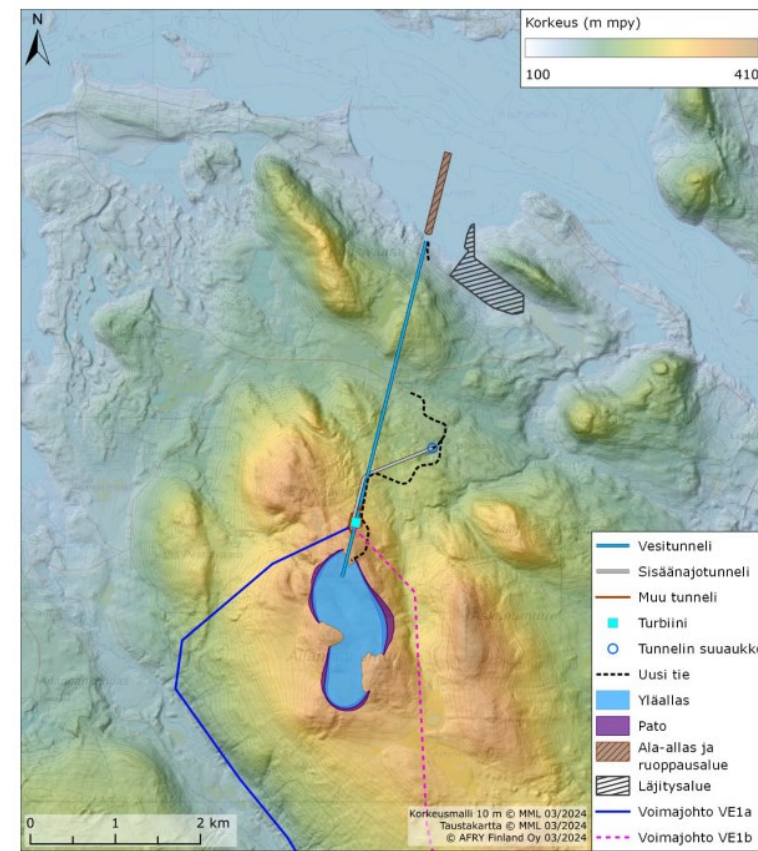 N
Korkeus (m mpy)
100 410
Vesitunneli
Sisäänajotunneli
Muu tunneli
Turbiini
Tunnelin suuaukko
Uusi tie
Yläallas
Pato
Ala-allas ja
ruoppausalue
Läjitysalue
Voimajohto VE1a
Voimajohto VE1b
Korkeusmalli 10 m © MML 03/2024
Taustakartta © MML 03/2024
© AFRY Finland Oy 03/2024
0 1 2 km